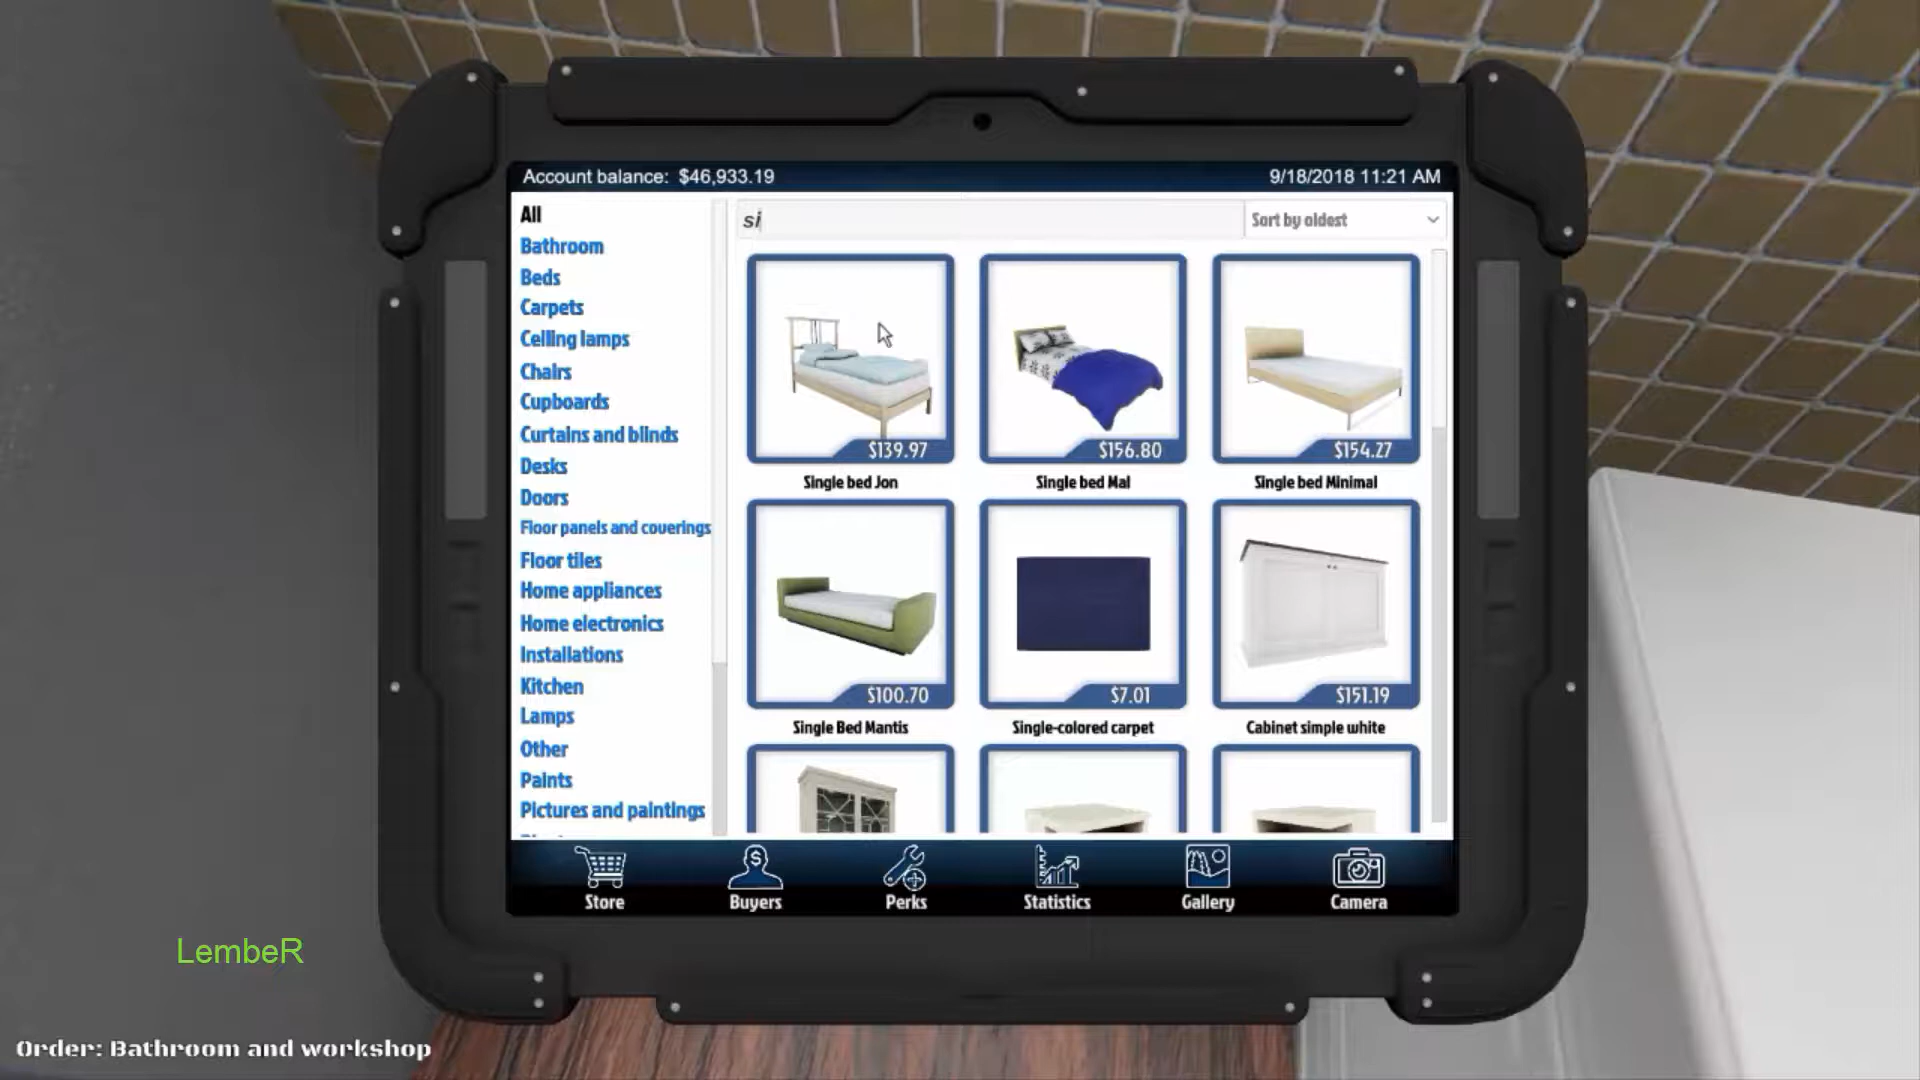 Account balance: $46,933.19
9/18/2018 11:21 AM
All
Bathroom
Beds
Carpets
Ceiling lamps
Chairs
Cupboards
Curtains and blinds
Desks
Doors
Floor panels and coverings
Floor tiles
Home appliances
Home electronics
Installations
Kitchen
Lamps
Other
Paints
Pictures and paintings
si
Sort by oldest
$139.97
$156.80
$154.27
Single bed Jon
Single bed Mal
Single bed Minimal
$100.70
$7.01
$151.19
Single Bed Mantis
Single-colored carpet
Cabinet simple white
Store
Buyers
Perks
Statistics
Gallery
Camera
LembeR
Order: Bathroom and workshop